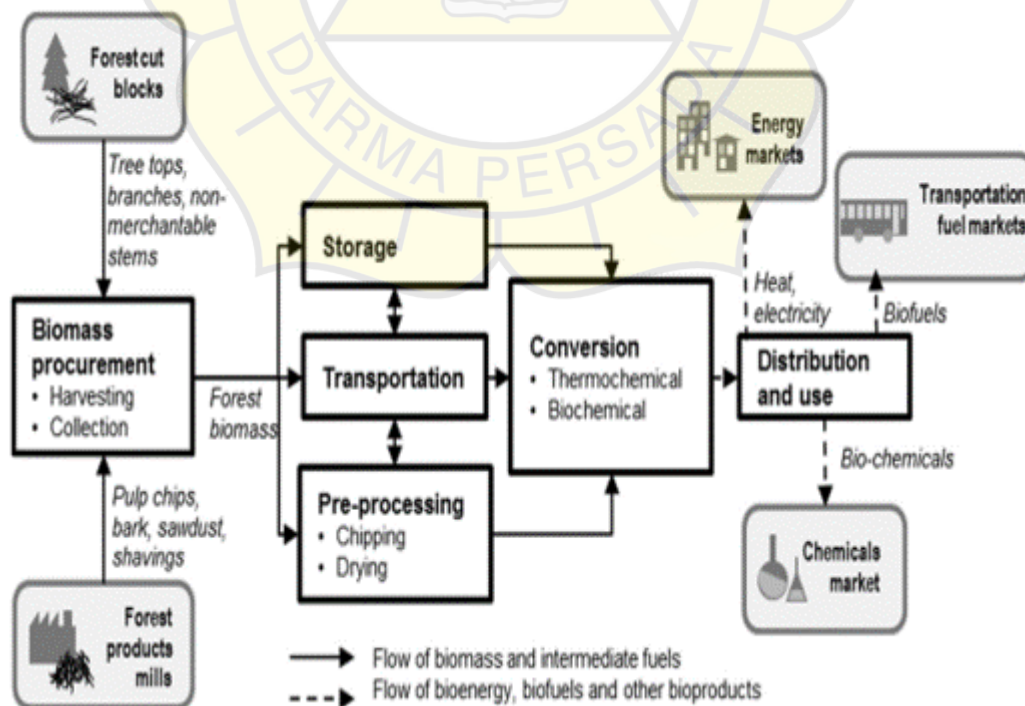 DARMA PERSADA
Forest cut
blocks
Tree tops,
branches, non-
merchantable
stems
Biomass
procurement
• Harvesting
• Collection
Pulp chips,
bark, sawdust,
shavings
Forest
products
mills
Forest
biomass
Storage
Transportation
Pre-processing
• Chipping
• Drying
Conversion
• Thermochemical
• Biochemical
Energy
markets
Transportation
fuel markets
Heat,
electricity
Biofuels
Distribution
and use
Bio-chemicals
Chemicals
market
Flow of biomass and intermediate fuels
Flow of bioenergy, biofuels and other bioproducts